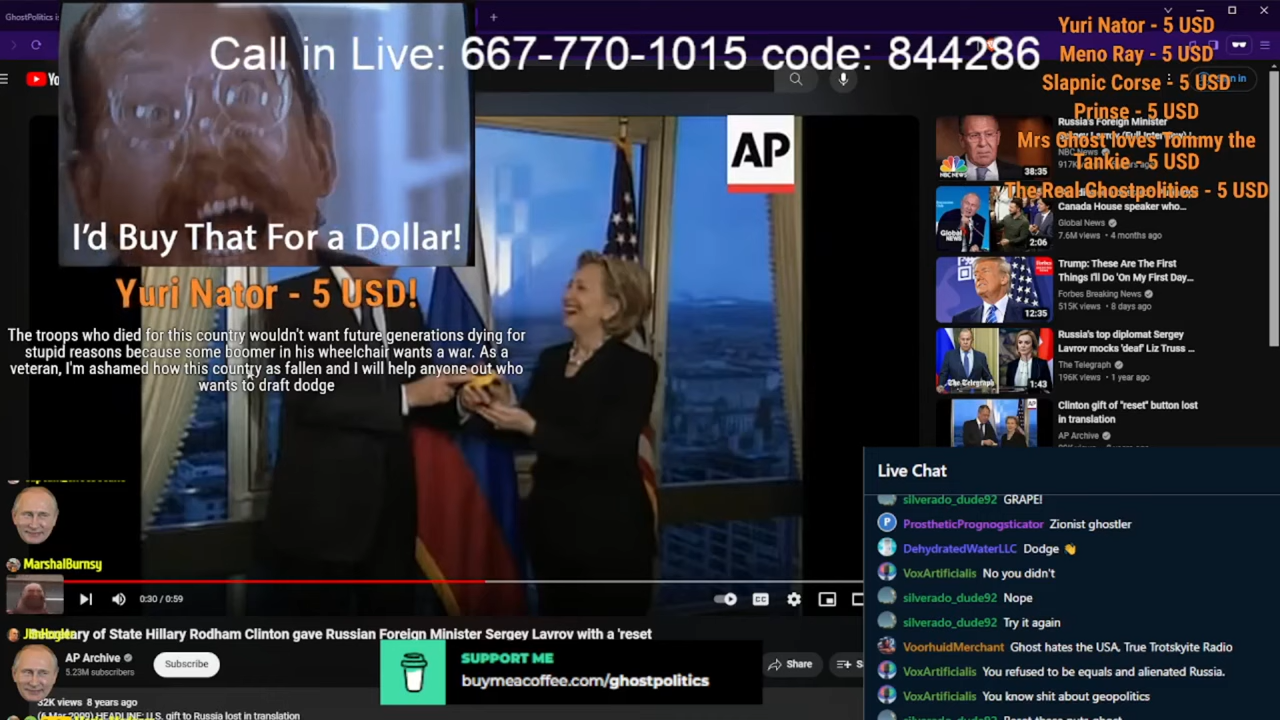 GhostPolitics is
Call in Live: 667-770-1015 code: 844286
Yuri Nator - 5 USD
Meno Ray - 5 USD
Slapnic Corse - 5 USD
Prinse - 5 USD
Mrs Ghost loves Tommy the
Tankie - 5 USD
TheRealGhostpolitics - 5 USD
I'd Buy That For a Dollar!
Yuri Nator - 5 USD!
The troops who died for this country wouldn't want future generations dying for
stupid reasons because some boomer in his wheelchair wants a war. As a
veteran, I'm ashamed how this country as fallen and I will help anyone out who
wants to draft dodge
AP
Russia's Foreign Minister
NBC News
38:35
Canada House speaker who...
Global News
7.6M views • 4 months ago
2:06
Trump: These Are The First
Things I'll Do 'On My First Day...
Forbes Breaking News
515K views • 8 days ago
12:35
Russia's top diplomat Sergey
Lavrov mocks 'deaf' Liz Truss ...
The Telegraph
196K views • 1 year ago
The Telegraph
1:43
Clinton gift of "reset" button lost
in translation
AP Archive
MarshalBurnsy
0:30 / 0:59
CC
of State Hillary Rodham Clinton gave Russian Foreign Minister Sergey Lavrov with a 'reset
AP Archive
5.23M subscribers
Subscribe
Share
SUPPORT ME
buymeacoffee.com/ghostpolitics
32K views 8 years ago
(6 Mar 2009) HEADLINE: U.S. gift to Russia lost in translation
Live Chat
silverado_dude92 GRAPE!
P ProstheticPrognogsticator Zionist ghostler
DehydratedWaterLLC Dodge 👏
VoxArtificialis No you didn't
silverado_dude92 Nope
silverado_dude92 Try it again
VoorhuidMerchant Ghost hates the USA, True Trotskyite Radio
VoxArtificialis You refused to be equals and alienated Russia.
VoxArtificialis You know shit about geopolitics